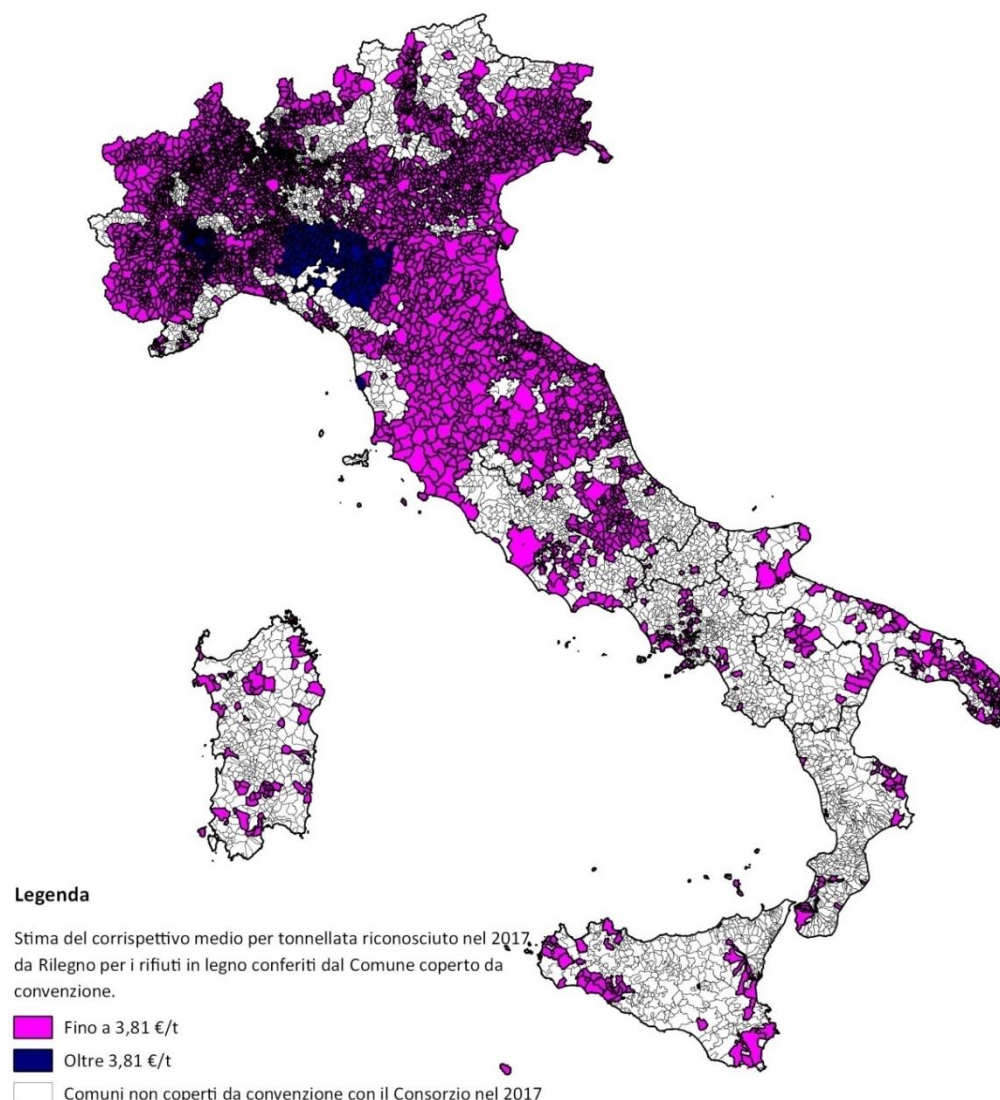 Legenda
Stima del corrispettivo medio per tonnellata riconosciuto nel 2017
da Rilegno per i rifiuti in legno conferiti dal Comune coperto da
convenzione.
Fino a 3,81 €/t
Oltre 3,81 €/t
Comuni non coperti da convenzione con il Consorzio nel 2017